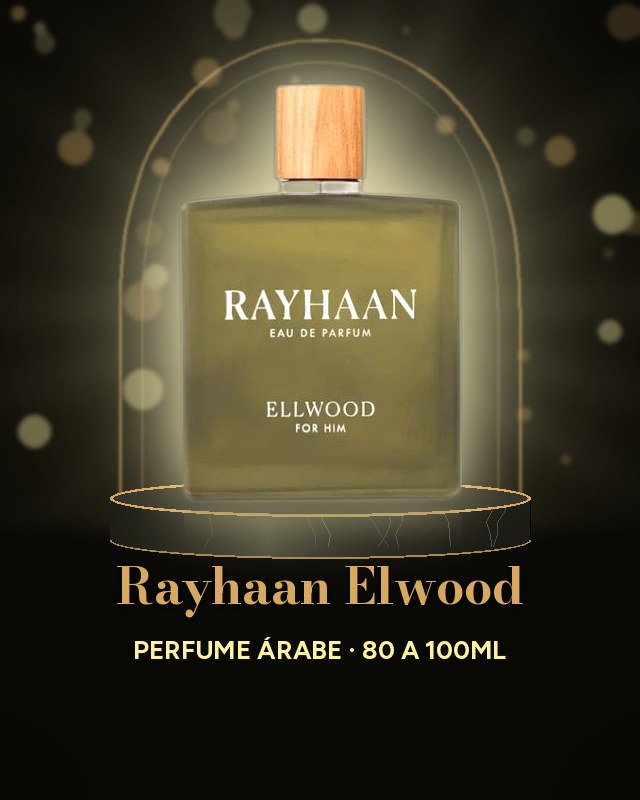 RAYHAAN
EAU DE PARFUM
ELLWOOD
FOR HIM
Rayhaan Elwood
PERFUME ÁRABE · 80 A 100ML